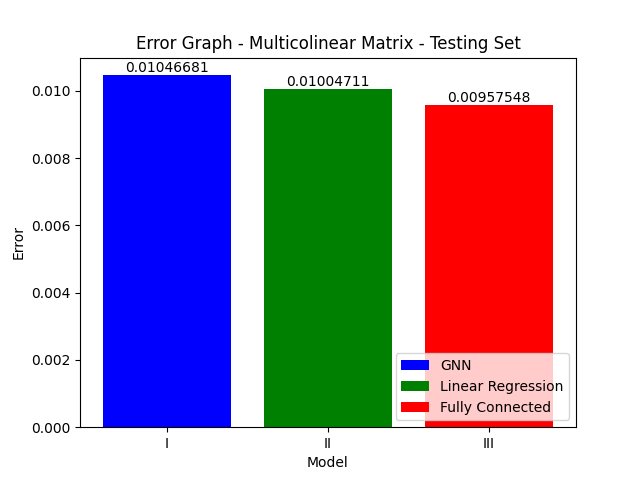 Error Graph - Multicolinear Matrix - Testing Set
0.01046681
0.01004711
0.00957548
0.010
0.008
0.006
0.004
0.002
0.000
Error
GNN
Linear Regression
Fully Connected
I
II
III
Model